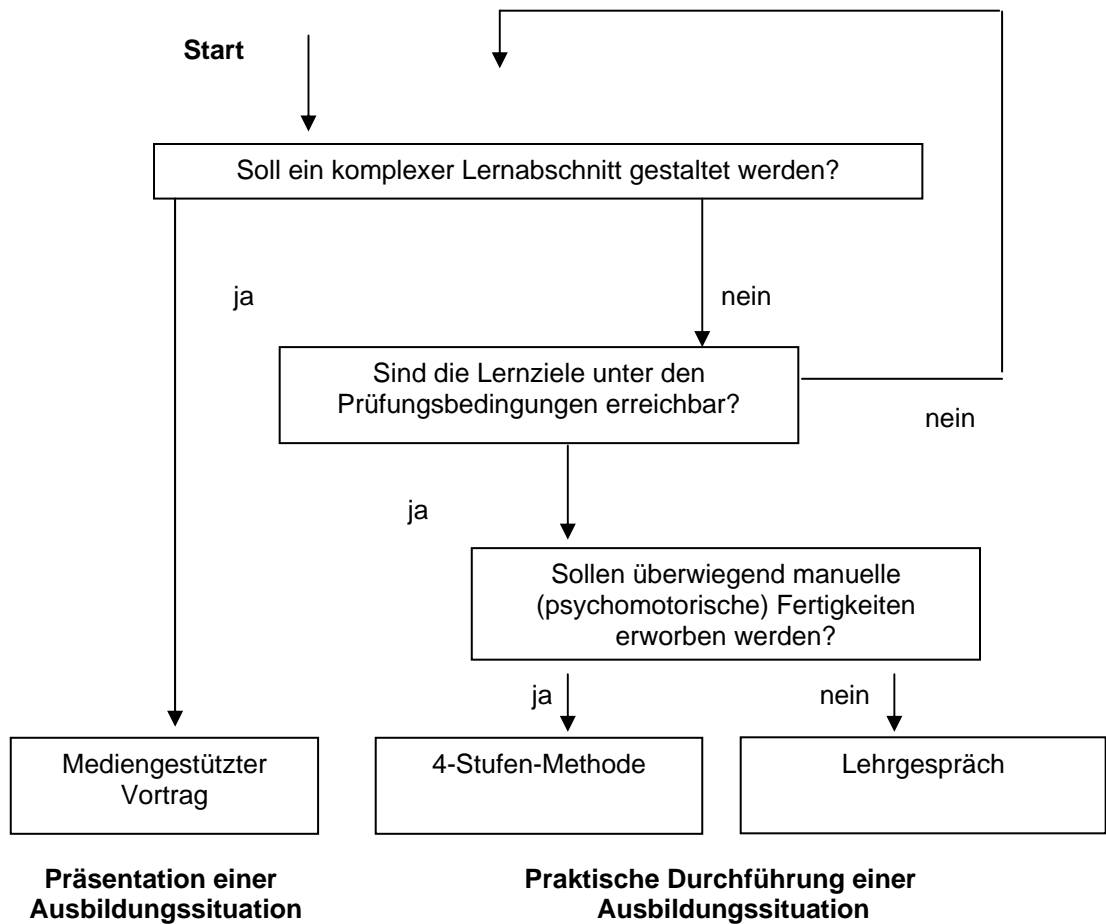 Start
Soll ein komplexer Lernabschnitt gestaltet werden?
ja
nein
Sind die Lernziele unter den
Prüfungsbedingungen erreichbar?
nein
ja
Sollen überwiegend manuelle
(psychomotorische) Fertigkeiten
erworben werden?
ja
nein
Mediengestützter
Vortrag
4-Stufen-Methode
Lehrgespräch
Präsentation einer
Ausbildungssituation
Praktische Durchführung einer
Ausbildungssituation